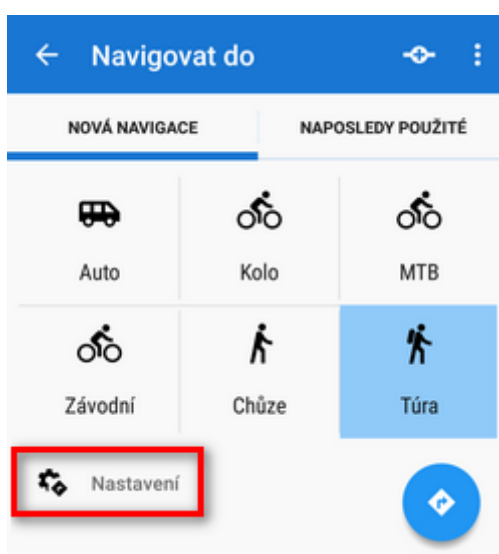 Navigovat do
NOVÁ NAVIGACE NAPOSLEDY POUŽITÉ
Auto Kolo MTB
Závodní Chůze Túra
Nastavení